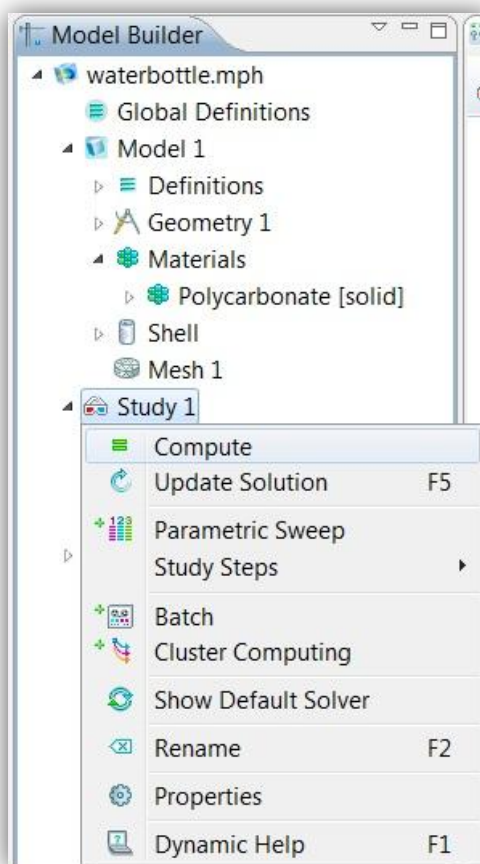 Model Builder
waterbottle.mph
Global Definitions
Model 1
Definitions
Geometry 1
Materials
Polycarbonate [solid]
Shell
Mesh 1
Study 1
Compute
Update Solution F5
Parametric Sweep
Study Steps
Batch
Cluster Computing
Show Default Solver
Rename F2
Properties
Dynamic Help F1